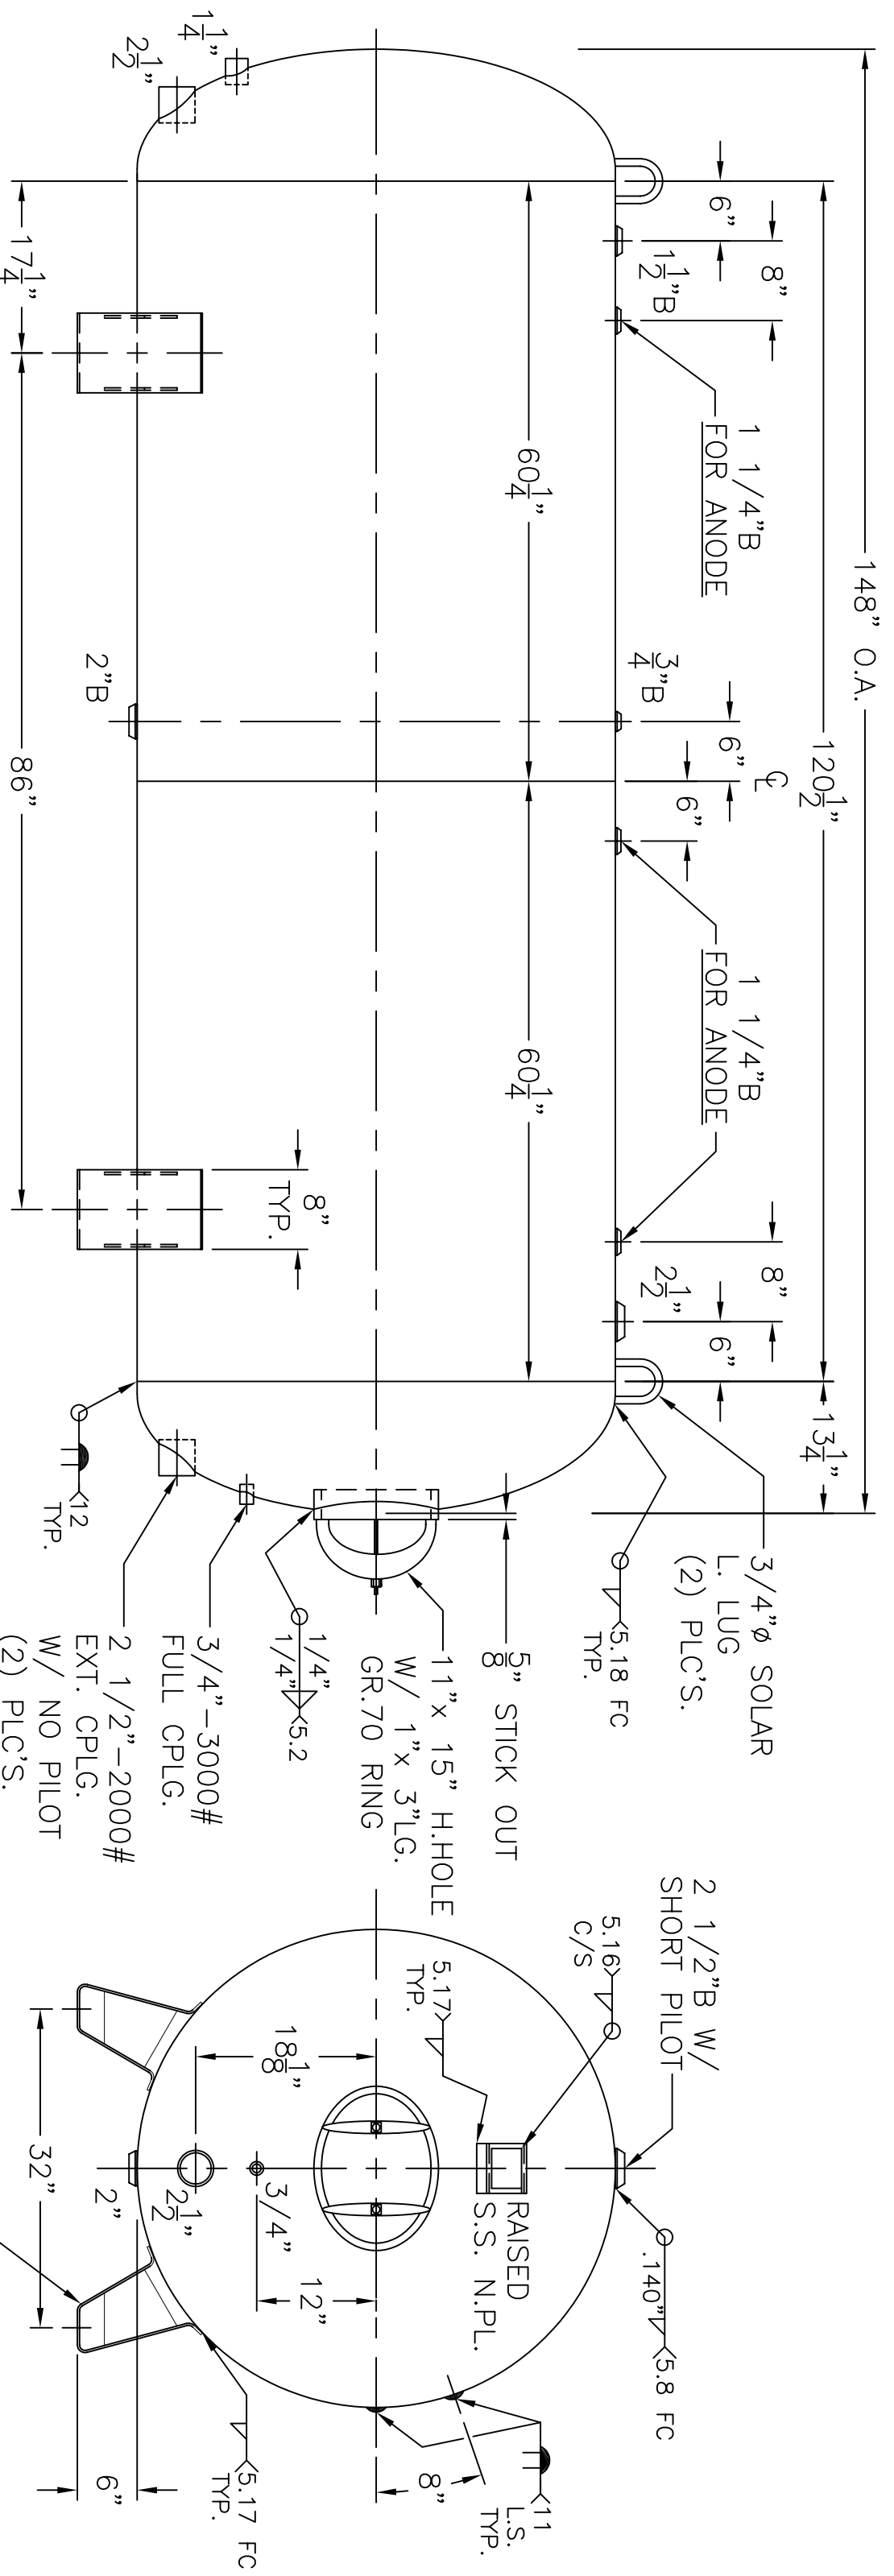 148" O.A.
120 1/2"
13 1/4"
6"
8"
1 1/2"B
1 1/4"B
FOR ANODE
3/4"B
6"
℄
6"
1 1/4"B
FOR ANODE
8"
2 1/2"
6"
60 1/4"
60 1/4"
1 1/4"
2 1/2"
17 1/4"
86"
2"B
8"
TYP.
12
TYP.
3/4"ø SOLAR
L. LUG
(2) PLC'S.
5.18 FC
TYP.
5/8" STICK OUT
11"x 15" H.HOLE
W/ 1"x 3"LG.
GR.70 RING
1/4"
1/4"
5.2
3/4"-3000#
FULL CPLG.
2 1/2"-2000#
EXT. CPLG.
W/ NO PILOT
(2) PLC'S.
2 1/2"B W/
SHORT PILOT
5.16
C/S
5.17
TYP.
RAISED
S.S. N.PL.
.140"
5.8 FC
18 1/8"
3/4"
12"
2 1/2"
2"
32"
11
L.S.
TYP.
8"
5.17 FC
TYP.
6"